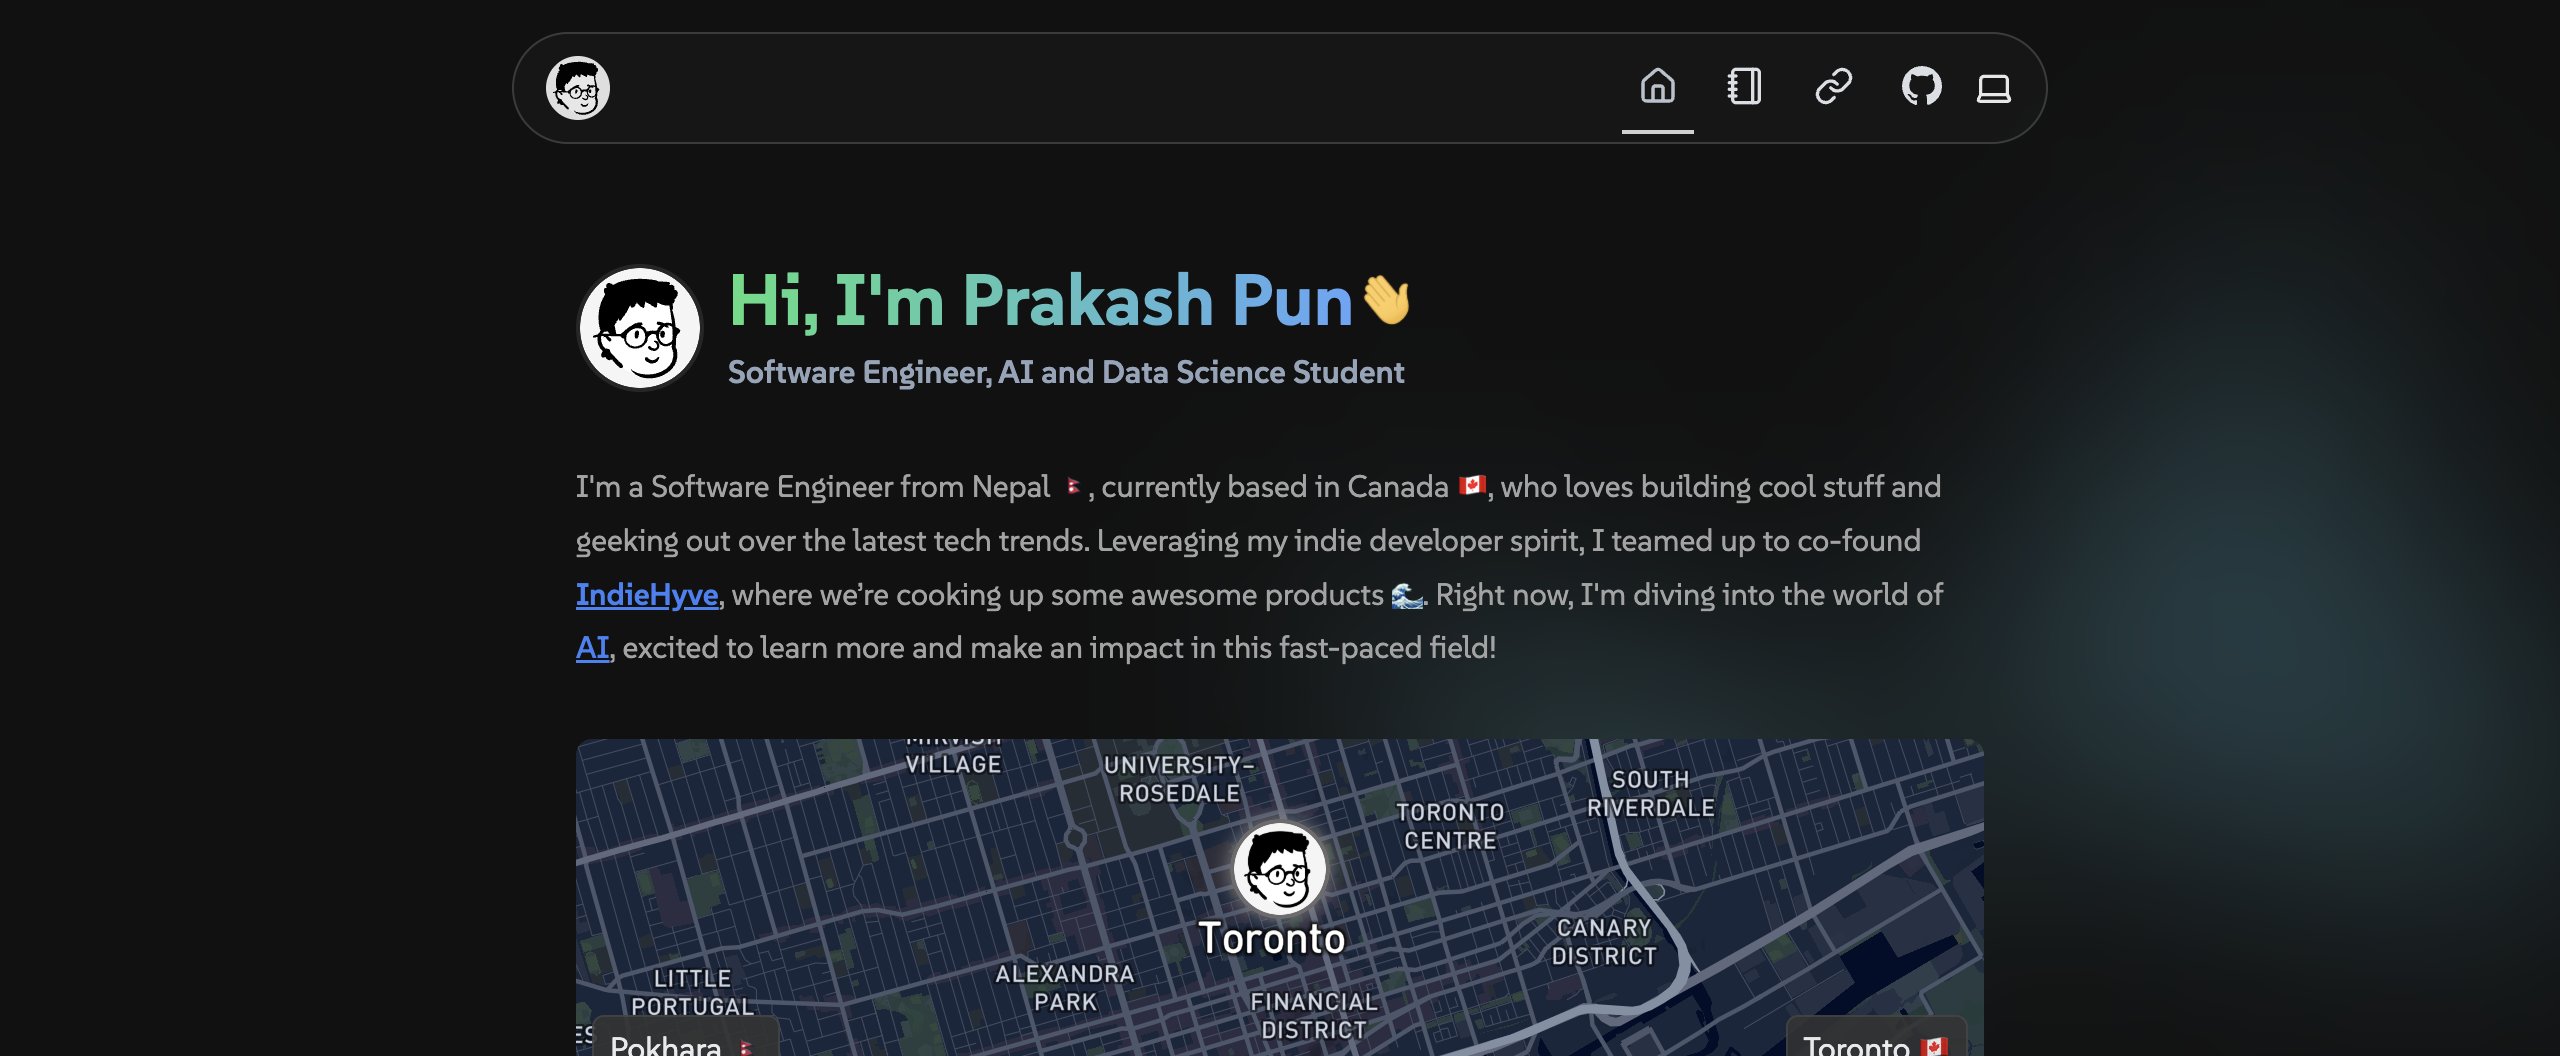 Hi, I'm Prakash Pun👋
Software Engineer, AI and Data Science Student
I'm a Software Engineer from Nepal 🇳🇵, currently based in Canada 🇨🇦, who loves building cool stuff and
geeking out over the latest tech trends. Leveraging my indie developer spirit, I teamed up to co-found
IndieHyve, where we’re cooking up some awesome products 🌊. Right now, I'm diving into the world of
AI, excited to learn more and make an impact in this fast-paced field!
MIRVISH
VILLAGE
UNIVERSITY–
ROSEDALE
SOUTH
RIVERDALE
TORONTO
CENTRE
Toronto
CANARY
DISTRICT
LITTLE
PORTUGAL
ALEXANDRA
PARK
FINANCIAL
DISTRICT
Pokhara 🇳🇵
Toronto 🇨🇦